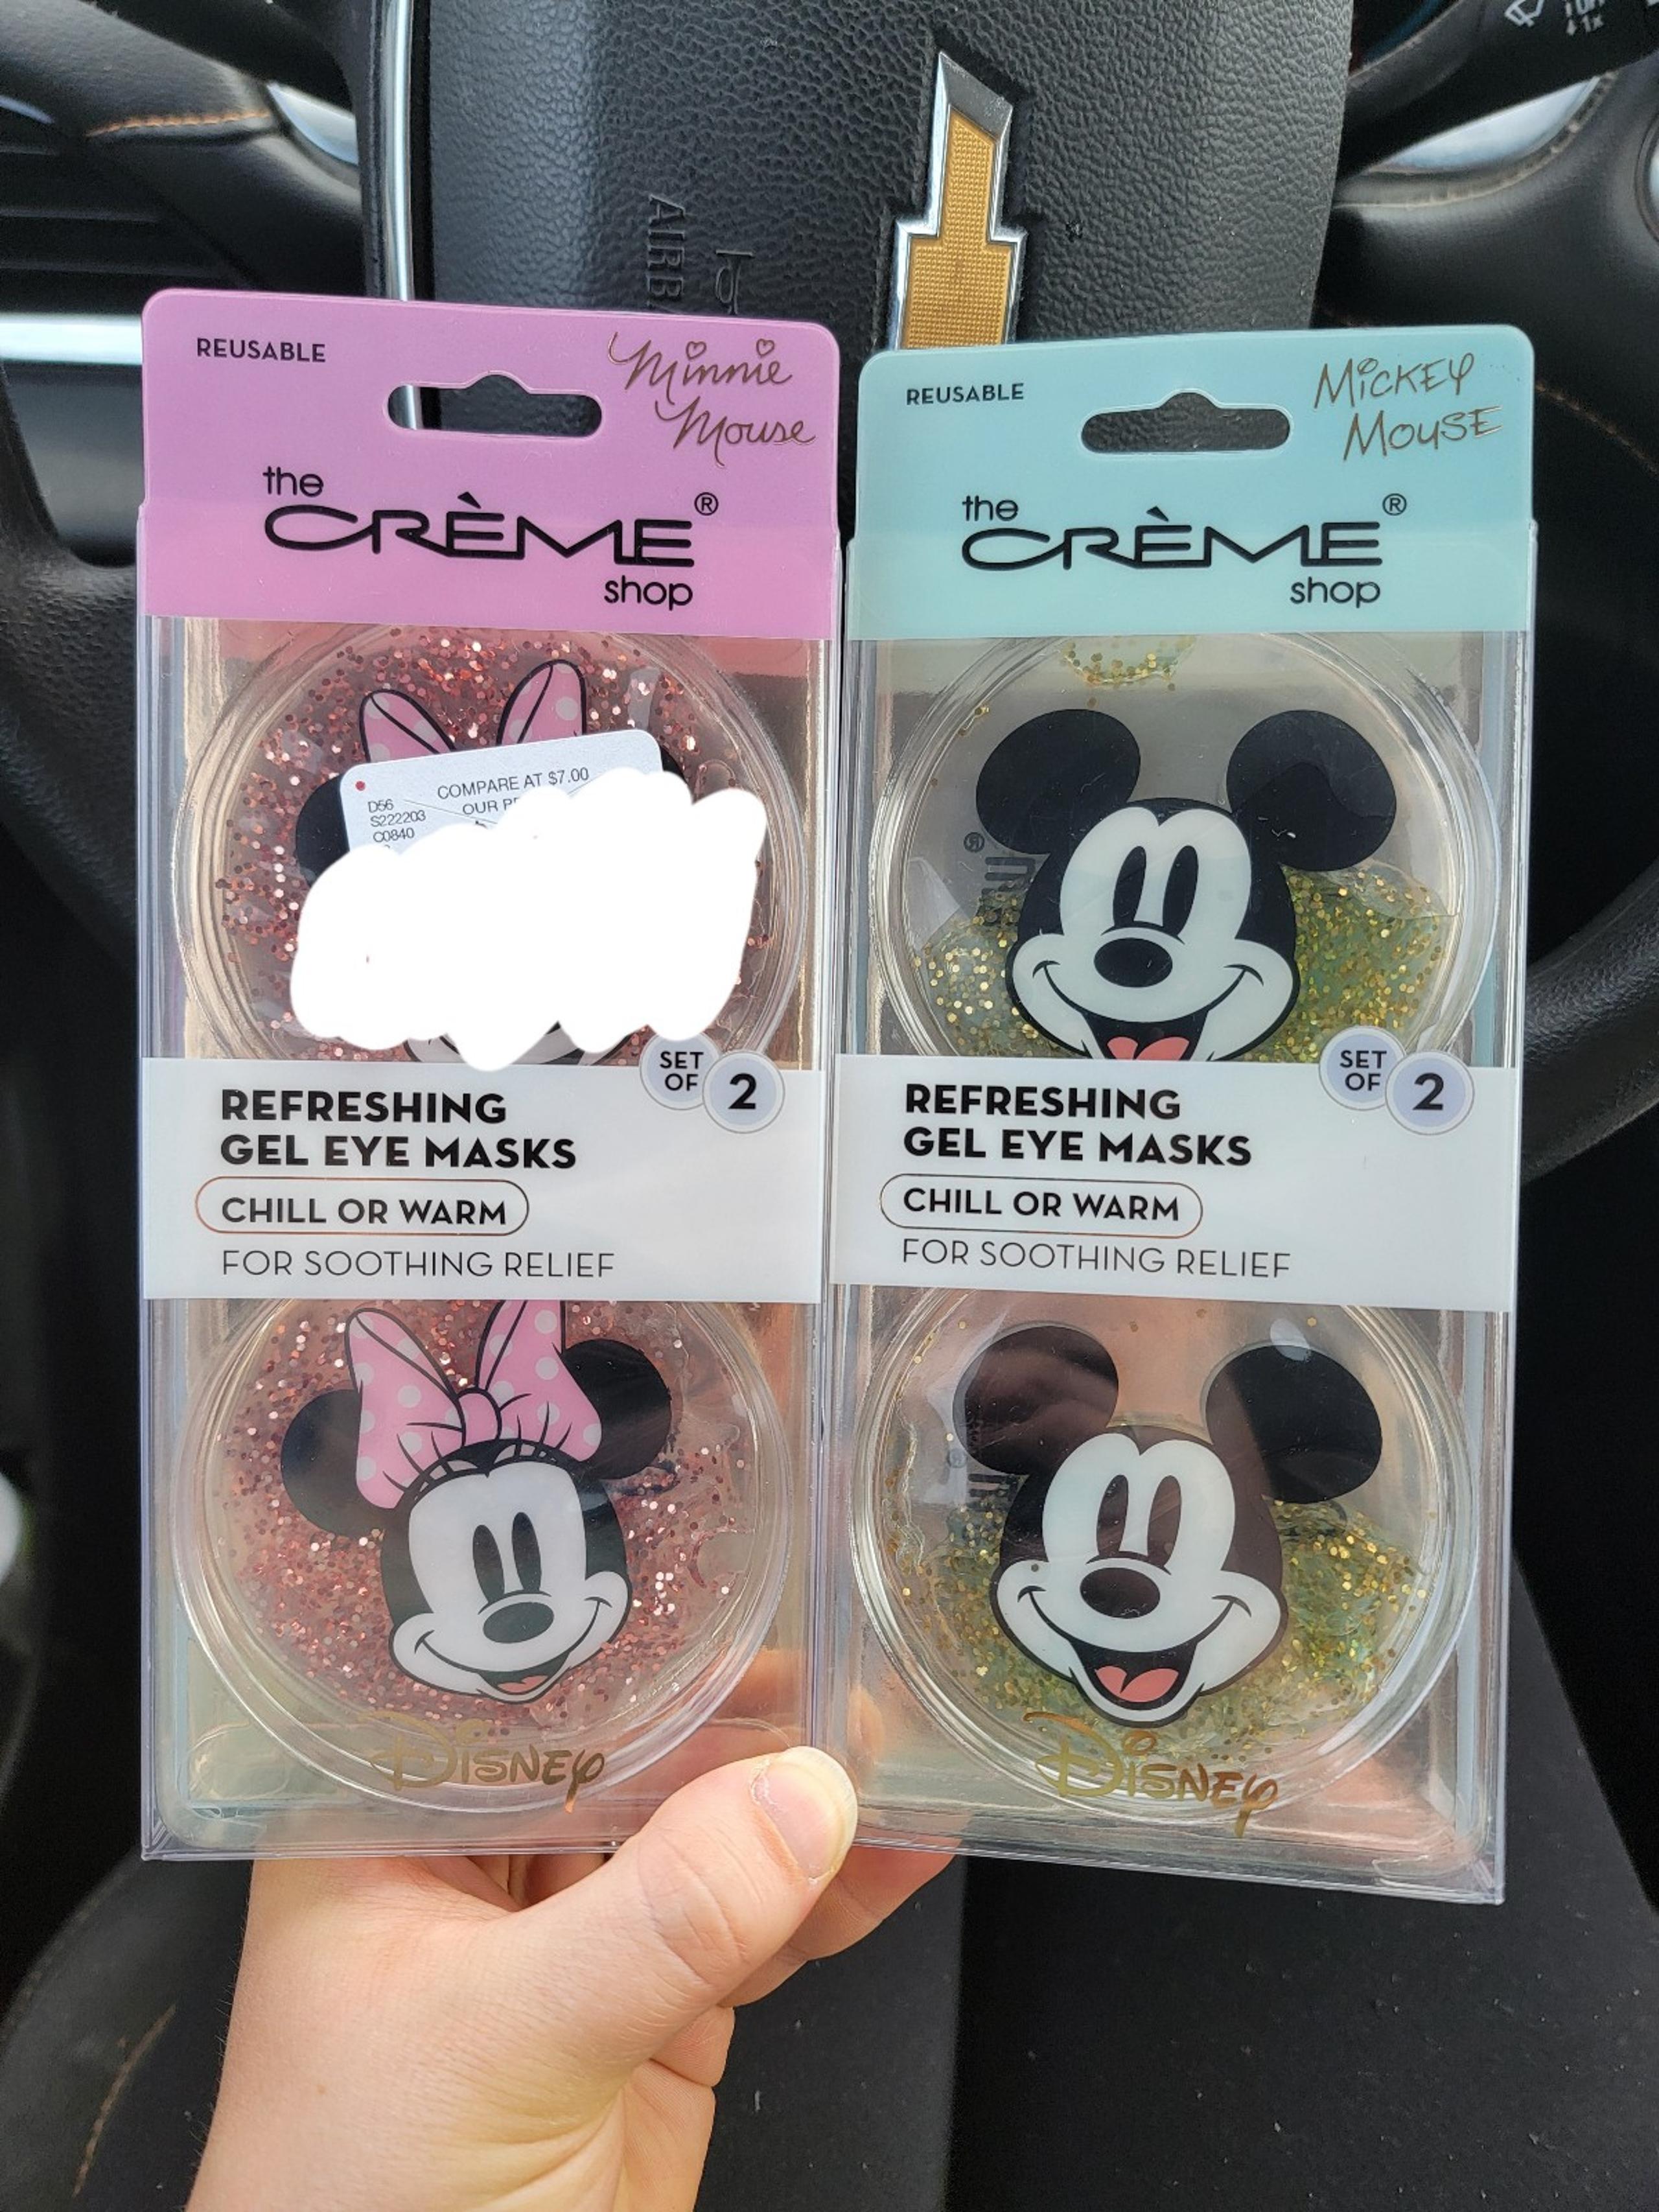 AIRBA
REUSABLE
Minnie
Mouse
the
CRÈME®
shop
COMPARE AT $7.00
OUR
D56
S222203
C0840
SET
OF
2
REFRESHING
GEL EYE MASKS
CHILL OR WARM
FOR SOOTHING RELIEF
Disney
REUSABLE
MiCKEY
MOUSE
the
CRÈME®
shop
SET
OF
2
REFRESHING
GEL EYE MASKS
CHILL OR WARM
FOR SOOTHING RELIEF
Disney